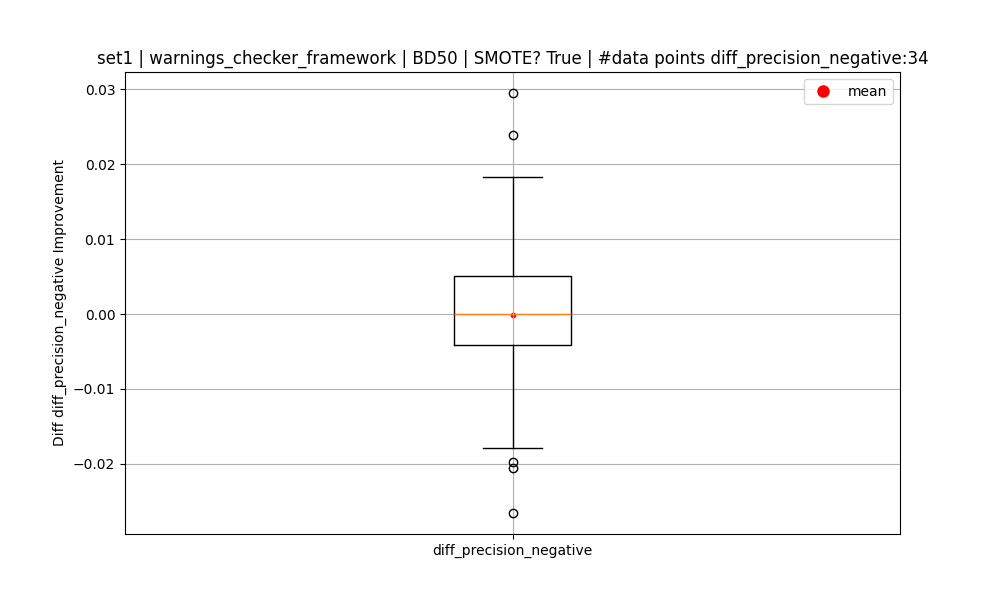 set1 | warnings_checker_framework | BD50 | SMOTE? True | #data points diff_precision_negative:34
mean
0.03
0.02
0.01
0.00
−0.01
−0.02
Diff diff_precision_negative Improvement
diff_precision_negative